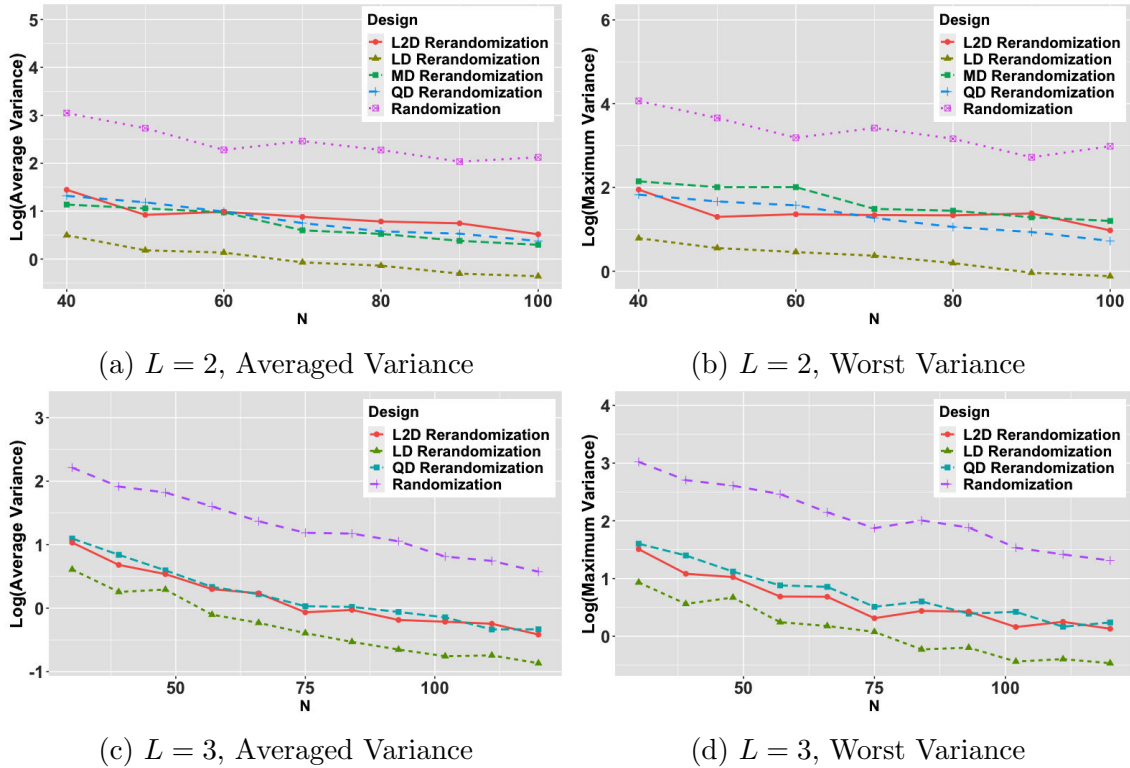 Log(Average Variance)
5
4
3
2
1
0
40
60
80
100
N
Design
L2D Rerandomization
LD Rerandomization
MD Rerandomization
QD Rerandomization
Randomization
(a) L = 2, Averaged Variance
Log(Maximum Variance)
6
4
2
0
40
60
80
100
N
Design
L2D Rerandomization
LD Rerandomization
MD Rerandomization
QD Rerandomization
Randomization
(b) L = 2, Worst Variance
Log(Average Variance)
3
2
1
0
-1
50
75
100
N
Design
L2D Rerandomization
LD Rerandomization
QD Rerandomization
Randomization
(c) L = 3, Averaged Variance
Log(Maximum Variance)
4
3
2
1
0
50
75
100
N
Design
L2D Rerandomization
LD Rerandomization
QD Rerandomization
Randomization
(d) L = 3, Worst Variance